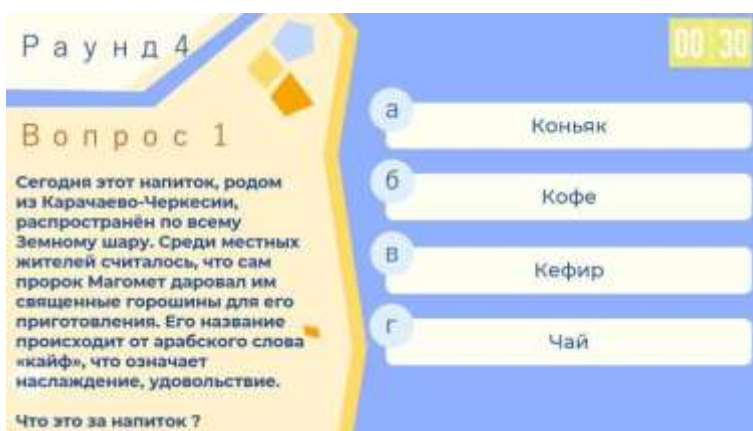 Раунд 4
00 30
Вопрос 1
Сегодня этот напиток, родом
из Карачаево-Черкесии,
распространён по всему
Земному шару. Среди местных
жителей считалось, что сам
пророк Магомет даровал им
священные горошины для его
приготовления. Его название
происходит от арабского слова
«кайф», что означает
наслаждение, удовольствие.
Что это за напиток ?
а
Коньяк
б
Кофе
в
Кефир
г
Чай